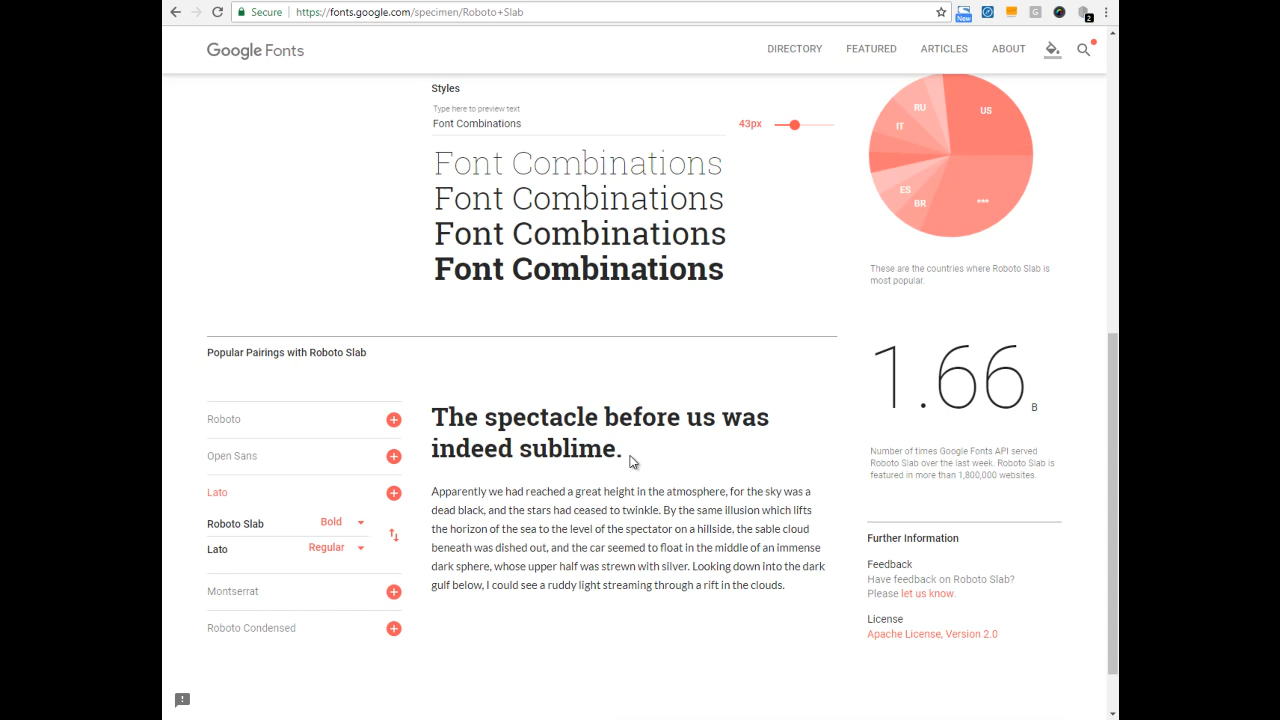 Secure https://fonts.google.com/specimen/Roboto+Slab
New
G
2
Google Fonts
DIRECTORY FEATURED ARTICLES ABOUT
Styles
Type here to preview text
Font Combinations
43px
Font Combinations
Font Combinations
Font Combinations
Font Combinations
RU
US
IT
ES
BR
***
These are the countries where Roboto Slab is
most popular.
Popular Pairings with Roboto Slab
Roboto
Open Sans
Lato
Roboto Slab Bold
Lato Regular
Montserrat
Roboto Condensed
The spectacle before us was
indeed sublime.
Apparently we had reached a great height in the atmosphere, for the sky was a
dead black, and the stars had ceased to twinkle. By the same illusion which lifts
the horizon of the sea to the level of the spectator on a hillside, the sable cloud
beneath was dished out, and the car seemed to float in the middle of an immense
dark sphere, whose upper half was strewn with silver. Looking down into the dark
gulf below, I could see a ruddy light streaming through a rift in the clouds.
1.66 B
Number of times Google Fonts API served
Roboto Slab over the last week. Roboto Slab is
featured in more than 1,800,000 websites.
Further Information
Feedback
Have feedback on Roboto Slab?
Please let us know.
License
Apache License, Version 2.0